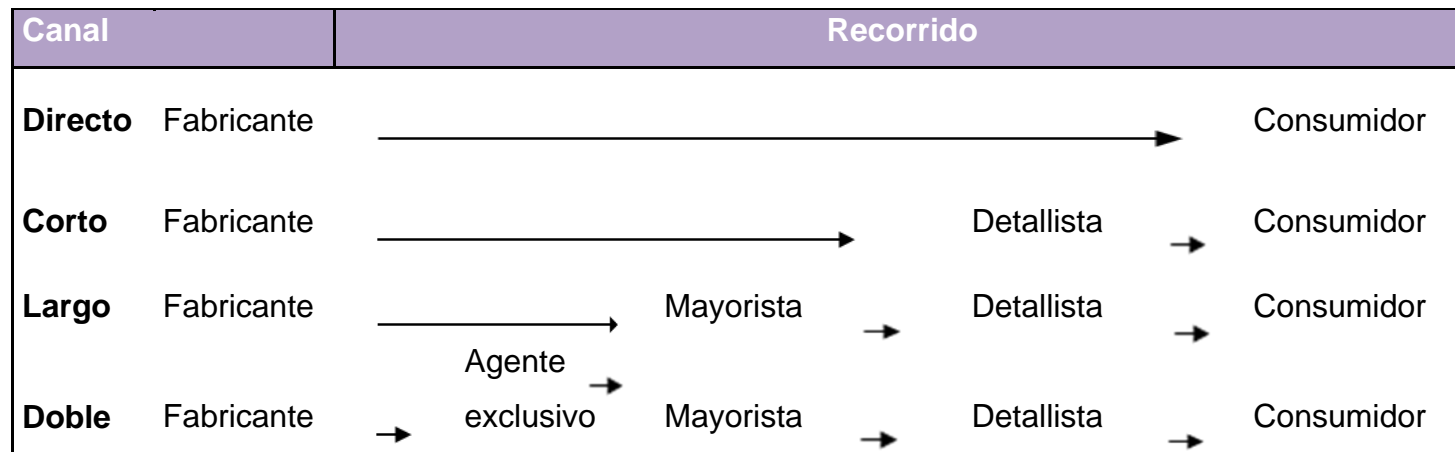 Canal Recorrido
Directo Fabricante Consumidor
Corto Fabricante Detallista Consumidor
Largo Fabricante Mayorista Detallista Consumidor
Agente
Doble Fabricante exclusivo Mayorista Detallista Consumidor